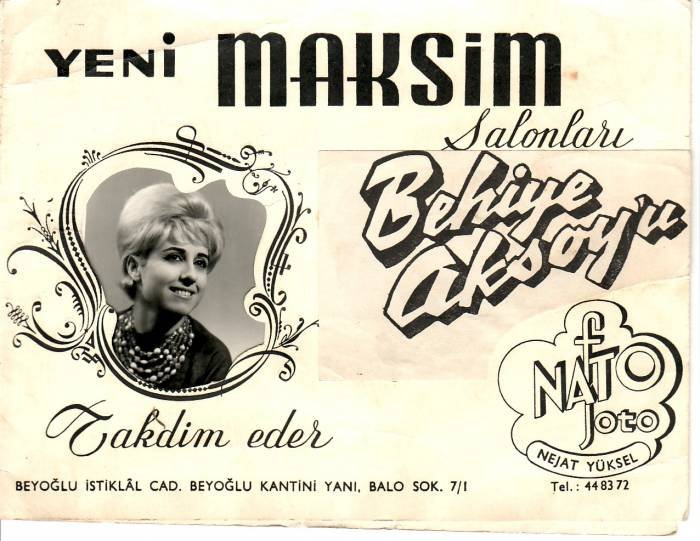 YENİ MAKSİM
Salonları
Behiye
Aksoy'u
Takdim eder
NATO
foto
NEJAT YÜKSEL
BEYOĞLU İSTİKLÂL CAD. BEYOĞLU KANTİNİ YANI, BALO SOK. 7/1
Tel.: 44 83 72